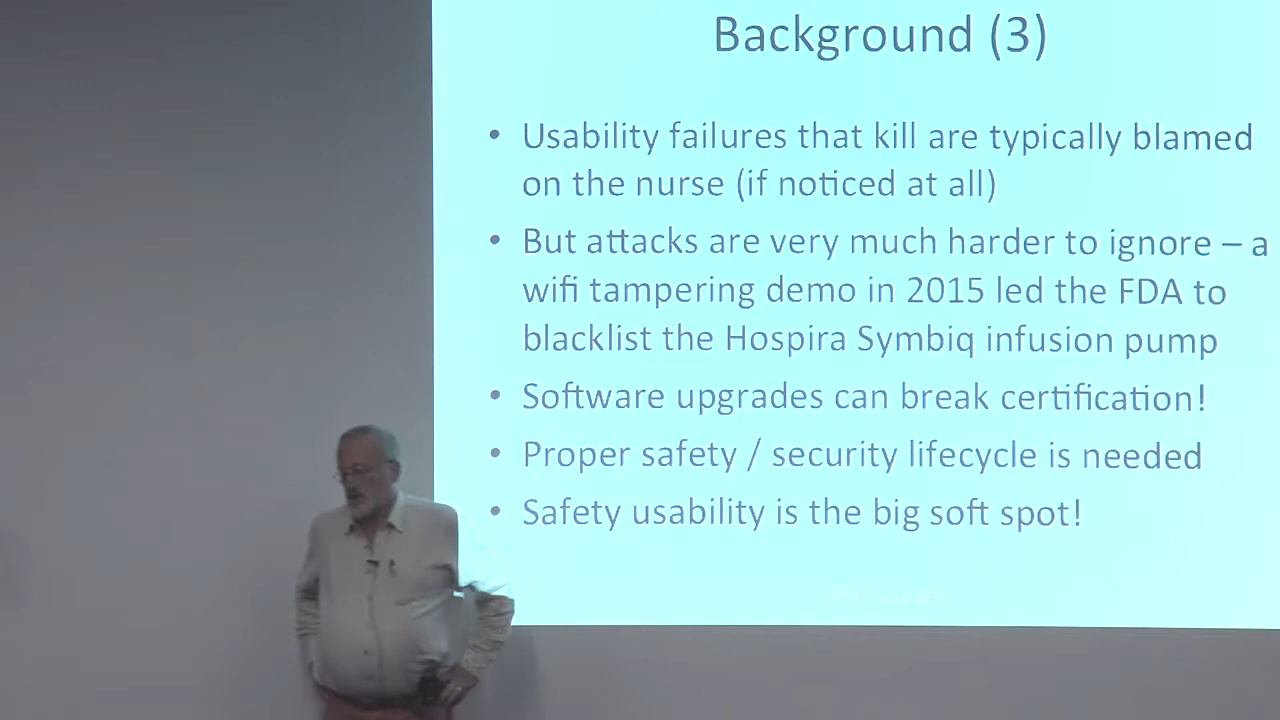 Background (3)
• Usability failures that kill are typically blamed
on the nurse (if noticed at all)
• But attacks are very much harder to ignore – a
wifi tampering demo in 2015 led the FDA to
blacklist the Hospira Symbiq infusion pump
• Software upgrades can break certification!
• Proper safety / security lifecycle is needed
• Safety usability is the big soft spot!